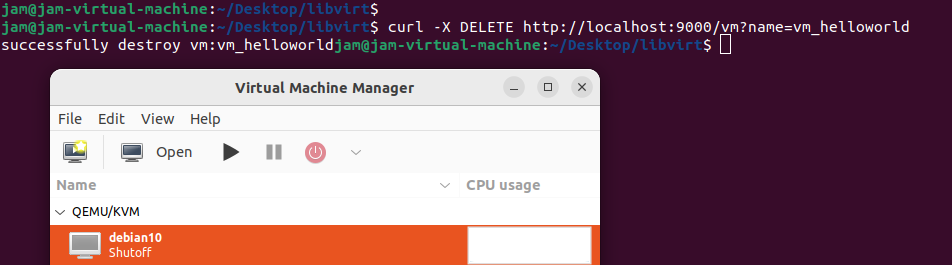 jam@jam-virtual-machine:~/Desktop/libvirt$
jam@jam-virtual-machine:~/Desktop/libvirt$ curl -X DELETE http://localhost:9000/vm?name=vm_helloworld
successfully destroy vm:vm_helloworldjam@jam-virtual-machine:~/Desktop/libvirt$
Virtual Machine Manager
File Edit View Help
Open
Name CPU usage
QEMU/KVM
debian10
Shutoff